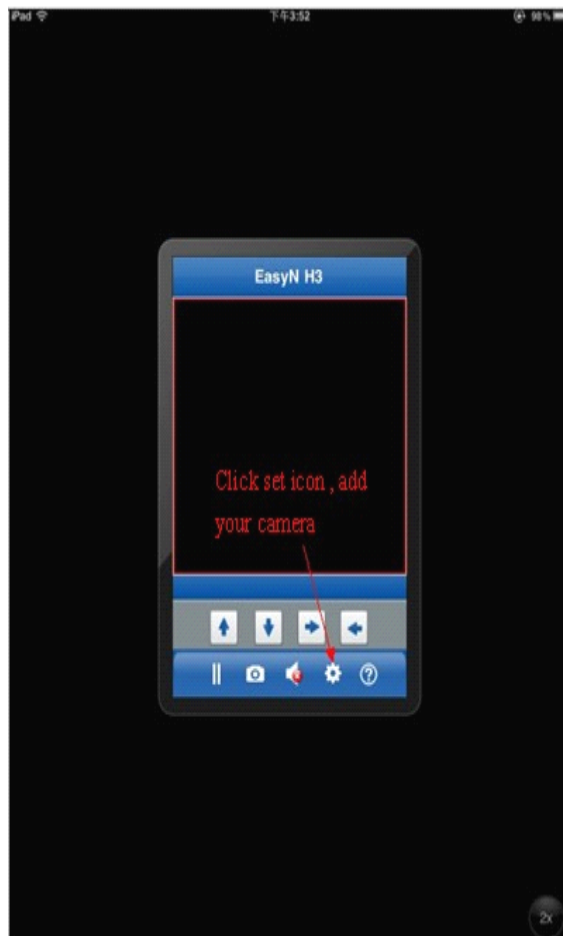 iPad 下午3:52 98%
EasyN H3
Click set icon , add
your camera
2x